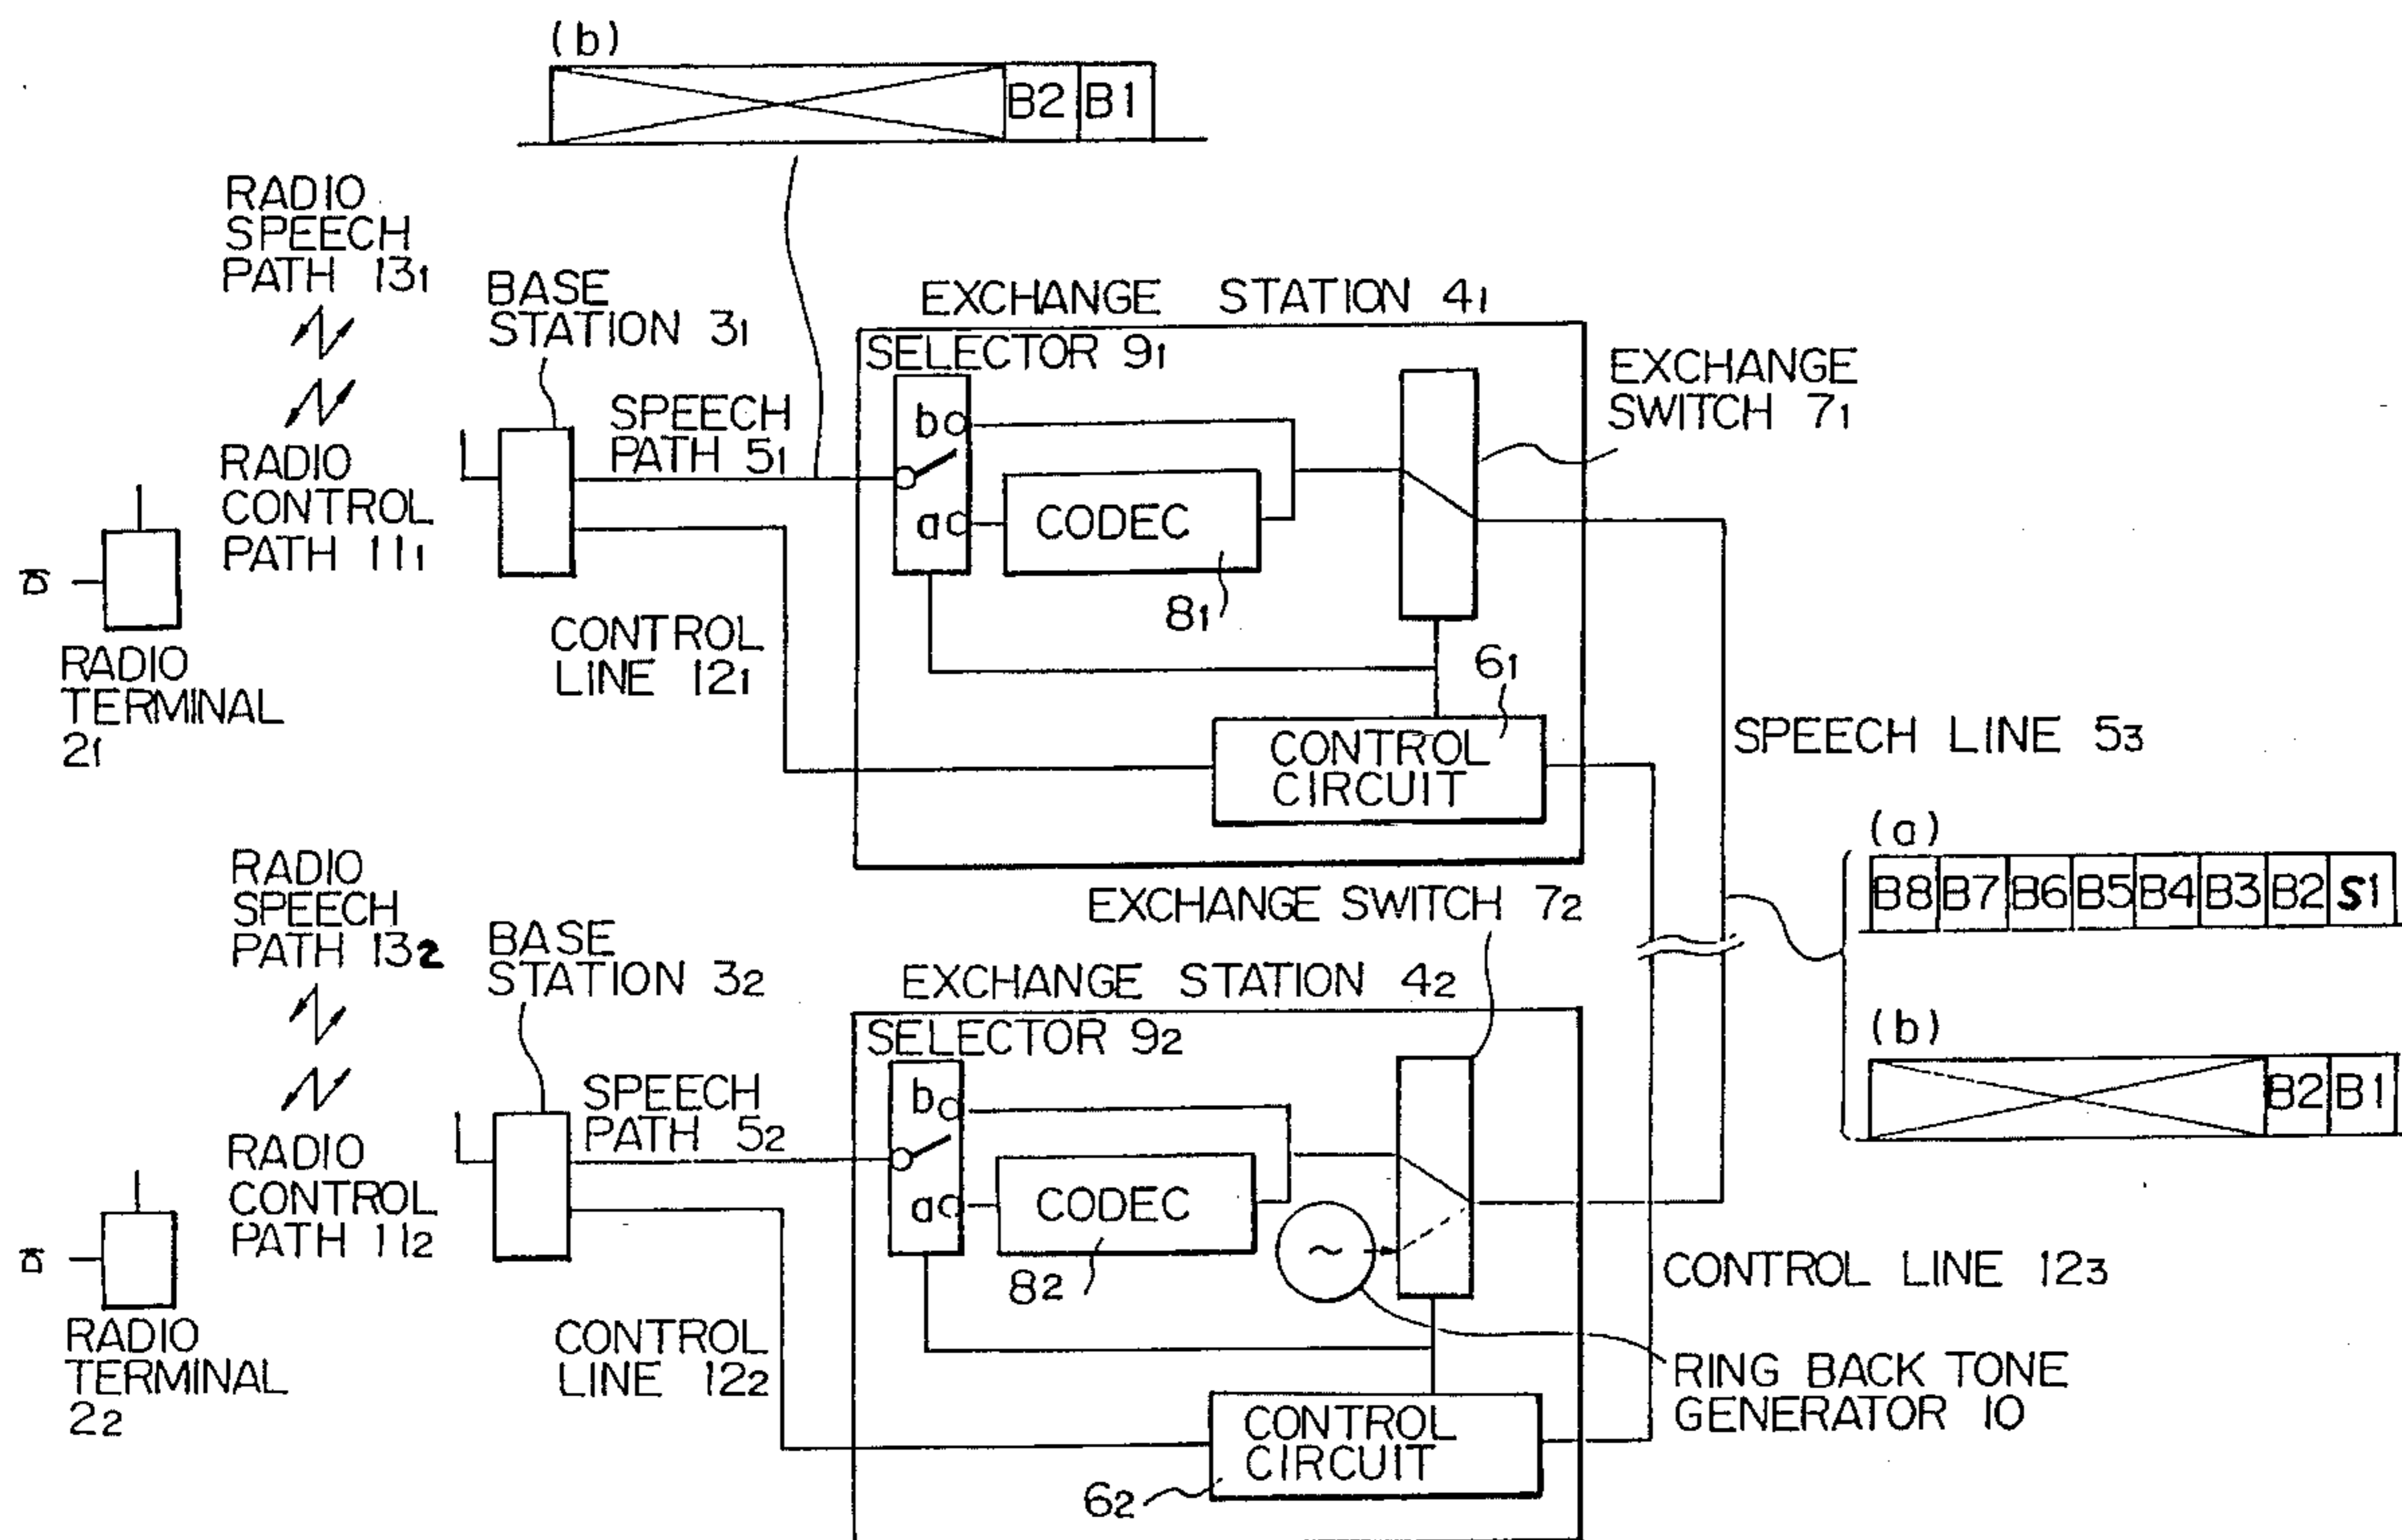 (b)
B2 B1
RADIO
SPEECH
PATH 13₁
BASE
STATION 3₁
RADIO
CONTROL
PATH 11₁
RADIO
TERMINAL
2₁
SPEECH
PATH 5₁
CONTROL
LINE 12₁
EXCHANGE STATION 4₁
SELECTOR 9₁
b
a
CODEC
8₁
EXCHANGE
SWITCH 7₁
6₁
CONTROL
CIRCUIT
SPEECH LINE 5₃
(a)
B8 B7 B6 B5 B4 B3 B2 S1
(b)
B2 B1
RADIO
SPEECH
PATH 13₂
BASE
STATION 3₂
RADIO
CONTROL
PATH 11₂
RADIO
TERMINAL
2₂
SPEECH
PATH 5₂
CONTROL
LINE 12₂
EXCHANGE SWITCH 7₂
EXCHANGE STATION 4₂
SELECTOR 9₂
b
a
CODEC
8₂
~
CONTROL LINE 12₃
RING BACK TONE
GENERATOR 10
CONTROL
CIRCUIT
6₂